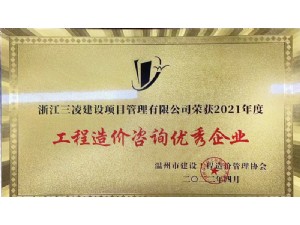 浙江三凌建设项目管理有限公司荣获2021年度
工程造价咨询优秀企业
温州市建设工程造价管理协会
二〇二二年四月